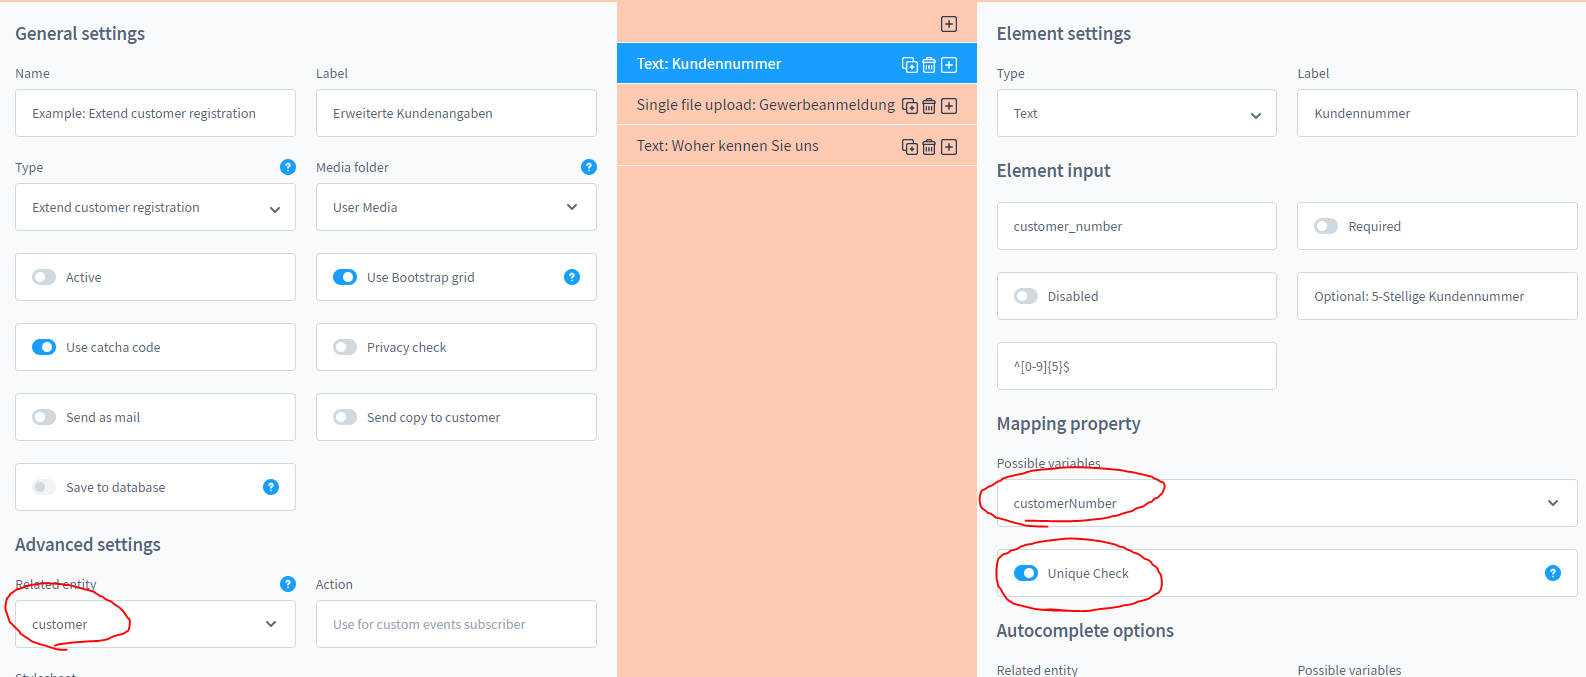 General settings
Name
Label
Example: Extend customer registration
Erweiterte Kundenangaben
Type
?
Media folder
?
Extend customer registration
User Media
Active
Use Bootstrap grid
?
Use catcha code
Privacy check
Send as mail
Send copy to customer
Save to database
?
Advanced settings
Related entity
?
Action
customer
Use for custom events subscriber
Stylesheet
Text: Kundennummer
Single file upload: Gewerbeanmeldung
Text: Woher kennen Sie uns
Element settings
Type
Label
Text
Kundennummer
Element input
customer_number
Required
Disabled
Optional: 5-Stellige Kundennummer
^[0-9]{5}$
Mapping property
Possible variables
customerNumber
Unique Check
?
Autocomplete options
Related entity
Possible variables